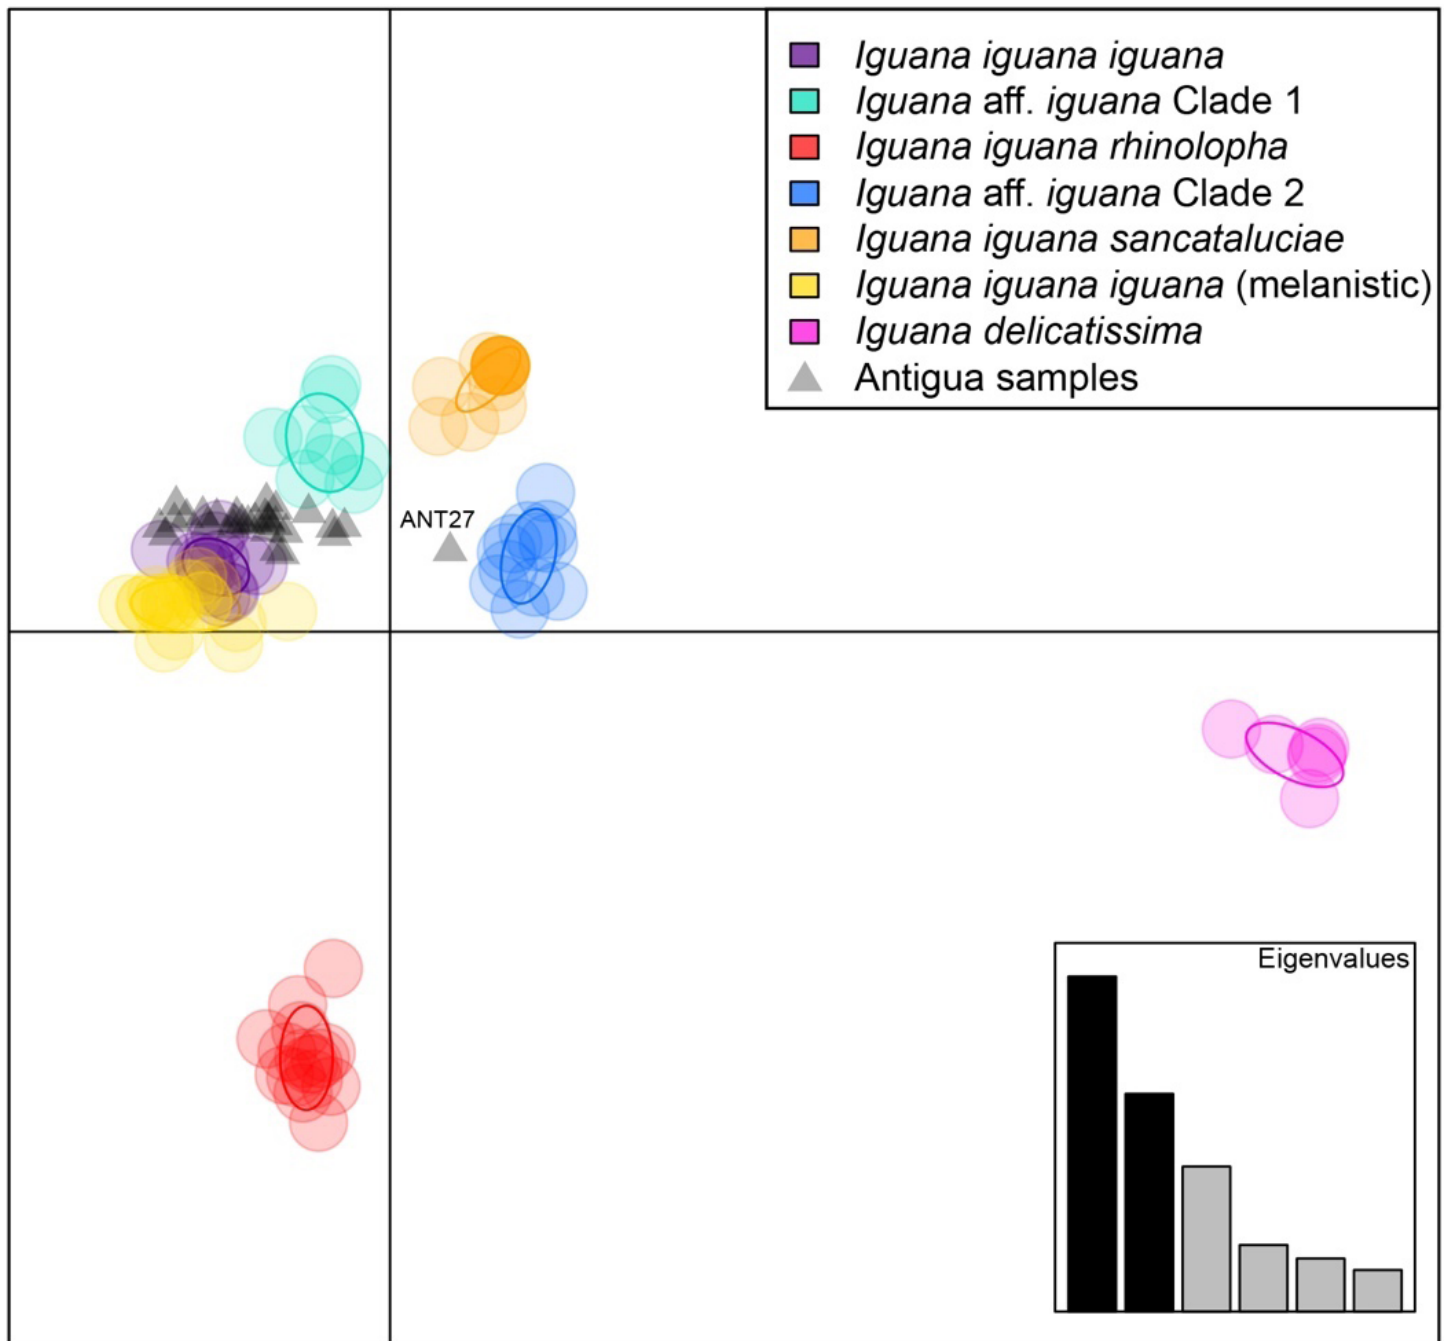 Iguana iguana iguana
Iguana aff. iguana Clade 1
Iguana iguana rhinolopha
Iguana aff. iguana Clade 2
Iguana iguana sancataluciae
Iguana iguana iguana (melanistic)
Iguana delicatissima
Antigua samples
ANT27
Eigenvalues